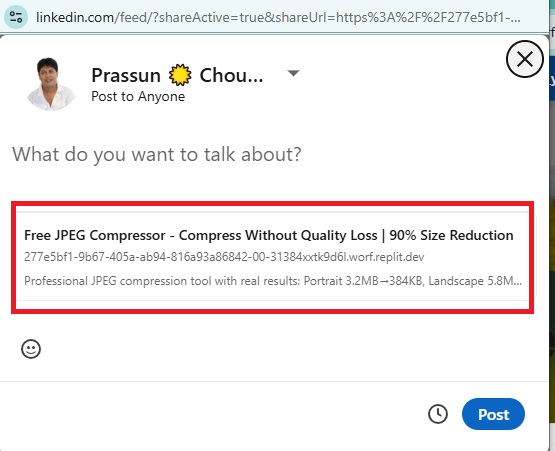 linkedin.com/feed/?shareActive=true&shareUrl=https%3A%2F%2F277e5bf1-...
Prassun Chou...
Post to Anyone
What do you want to talk about?
Free JPEG Compressor - Compress Without Quality Loss | 90% Size Reduction
277e5bf1-9b67-405a-ab94-816a93a86842-00-31384xxtk9d6l.worf.replit.dev
Professional JPEG compression tool with real results: Portrait 3.2MB→384KB, Landscape 5.8M...
Post